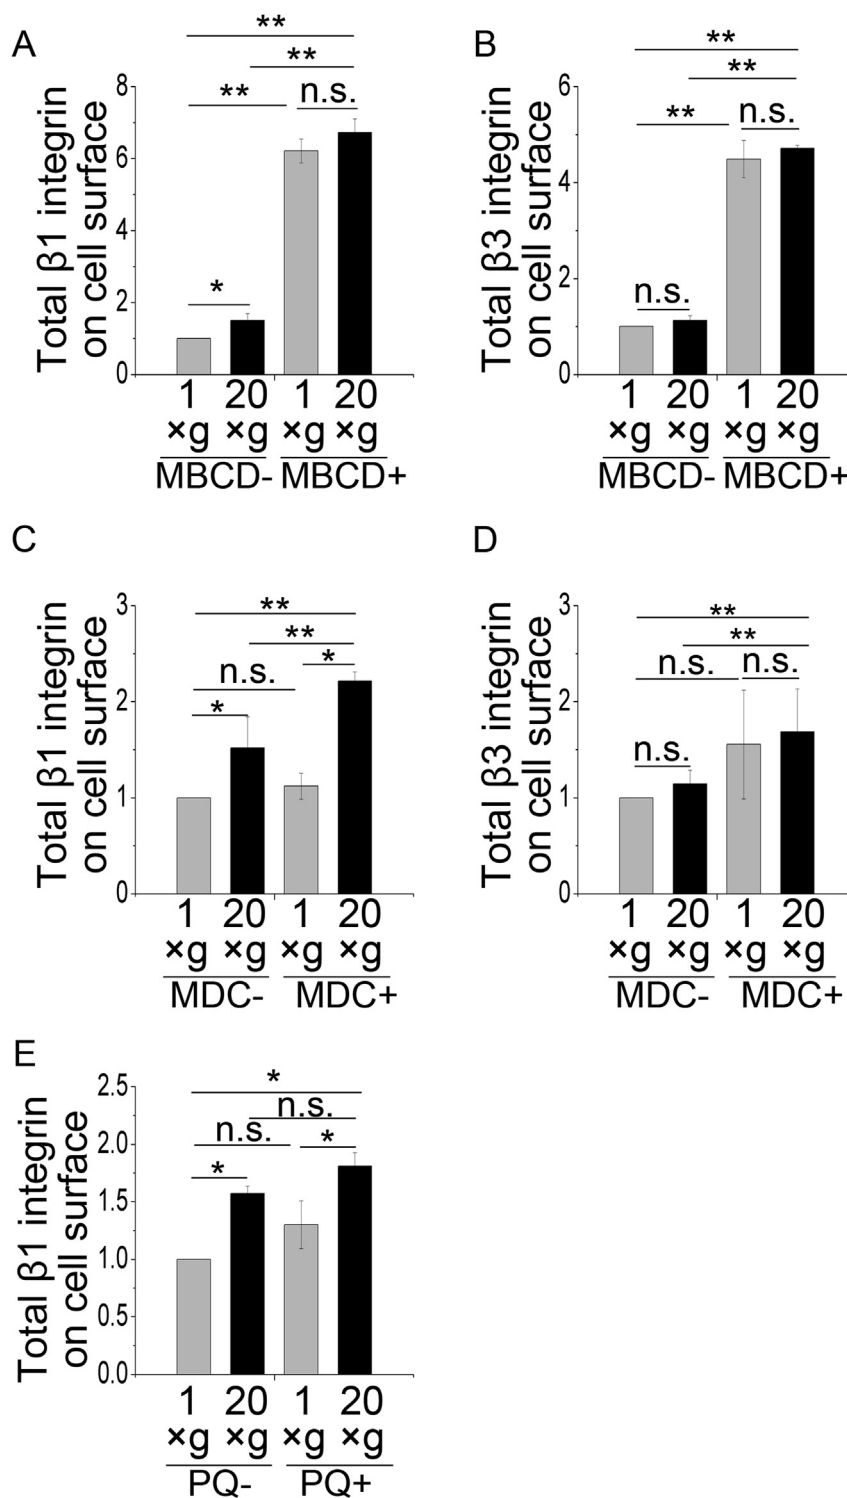 A
**
**
**
n.s.
8
6
4
2
0
*
Total β1 integrin
on cell surface
1 20 1 20
×g ×g ×g ×g
MBCD- MBCD+
B
**
**
**
n.s.
6
4
2
0
n.s.
Total β3 integrin
on cell surface
1 20 1 20
×g ×g ×g ×g
MBCD- MBCD+
C
**
**
*
n.s.
*
3
2
1
0
Total β1 integrin
on cell surface
1 20 1 20
×g ×g ×g ×g
MDC- MDC+
D
**
**
n.s. n.s.
n.s.
3
2
1
0
Total β3 integrin
on cell surface
1 20 1 20
×g ×g ×g ×g
MDC- MDC+
E
*
n.s.
n.s. *
*
2.5
2.0
1.5
1.0
0.5
0.0
Total β1 integrin
on cell surface
1 20 1 20
×g ×g ×g ×g
PQ- PQ+